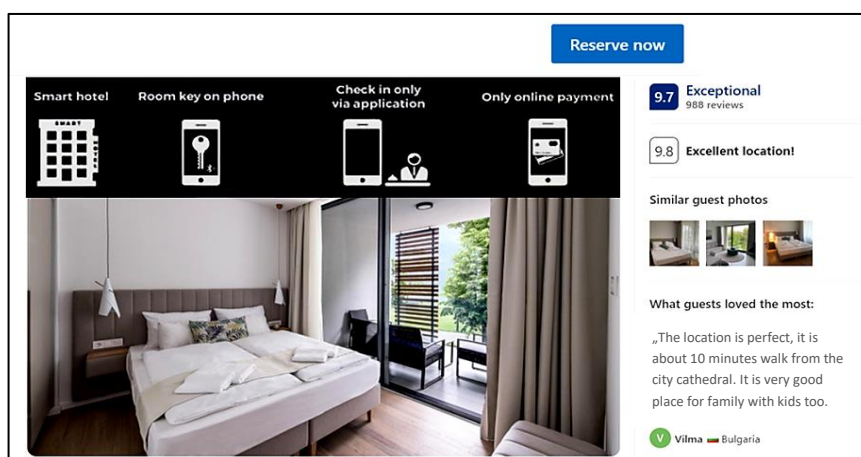 Reserve now
Smart hotel
Room key on phone
Check in only
via application
Only online payment
SMART
HOTEL
9.7
Exceptional
988 reviews
9.8
Excellent location!
Similar guest photos
What guests loved the most:
„The location is perfect, it is
about 10 minutes walk from the
city cathedral. It is very good
place for family with kids too.
V
Vilma
Bulgaria